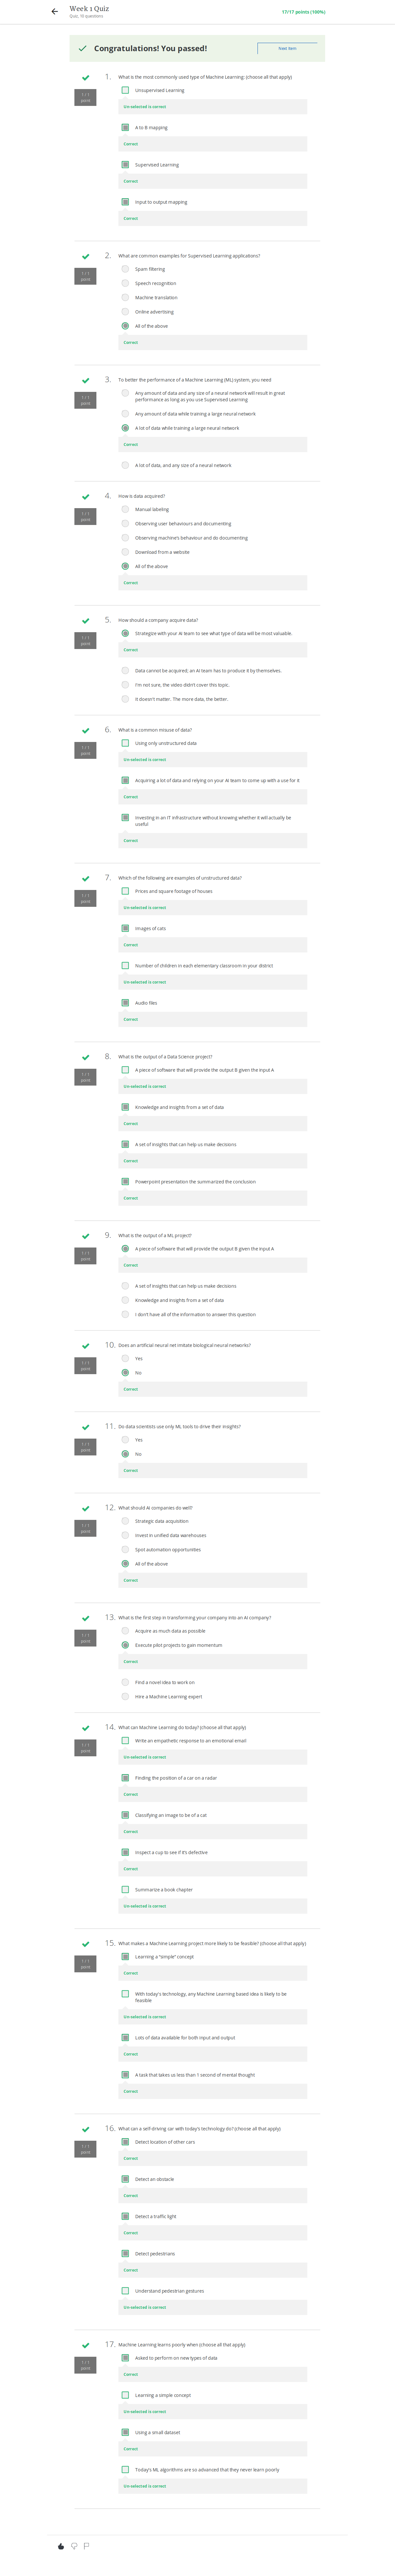 Week 1 Quiz
Quiz, 10 questions
17/17 points (100%)
Congratulations! You passed!
Next Item
1.
1 / 1
point
What is the most commonly used type of Machine Learning: (choose all that apply)
Unsupervised Learning
Un-selected is correct
A to B mapping
Correct
Supervised Learning
Correct
Input to output mapping
Correct
2.
1 / 1
point
What are common examples for Supervised Learning applications?
Spam filtering
Speech recognition
Machine translation
Online advertising
All of the above
Correct
3.
1 / 1
point
To better the performance of a Machine Learning (ML) system, you need
Any amount of data and any size of a neural network will result in great
performance as long as you use Supervised Learning
Any amount of data while training a large neural network
A lot of data while training a large neural network
Correct
A lot of data, and any size of a neural network
4.
1 / 1
point
How is data acquired?
Manual labeling
Observing user behaviours and documenting
Observing machine's behaviour and do documenting
Download from a website
All of the above
Correct
5.
1 / 1
point
How should a company acquire data?
Strategize with your AI team to see what type of data will be most valuable.
Correct
Data cannot be acquired; an AI team has to produce it by themselves.
I'm not sure, the video didn't cover this topic.
It doesn't matter. The more data, the better.
6.
1 / 1
point
What is a common misuse of data?
Using only unstructured data
Un-selected is correct
Acquiring a lot of data and relying on your AI team to come up with a use for it
Correct
Investing in an IT infrastructure without knowing whether it will actually be
useful
Correct
7.
1 / 1
point
Which of the following are examples of unstructured data?
Prices and square footage of houses
Un-selected is correct
Images of cats
Correct
Number of children in each elementary classroom in your district
Un-selected is correct
Audio files
Correct
8.
1 / 1
point
What is the output of a Data Science project?
A piece of software that will provide the output B given the input A
Un-selected is correct
Knowledge and insights from a set of data
Correct
A set of insights that can help us make decisions
Correct
Powerpoint presentation the summarized the conclusion
Correct
9.
1 / 1
point
What is the output of a ML project?
A piece of software that will provide the output B given the input A
Correct
A set of insights that can help us make decisions
Knowledge and insights from a set of data
I don't have all of the information to answer this question
10.
1 / 1
point
Does an artificial neural net imitate biological neural networks?
Yes
No
Correct
11.
1 / 1
point
Do data scientists use only ML tools to drive their insights?
Yes
No
Correct
12.
1 / 1
point
What should AI companies do well?
Strategic data acquisition
Invest in unified data warehouses
Spot automation opportunities
All of the above
Correct
13.
1 / 1
point
What is the first step in transforming your company into an AI company?
Acquire as much data as possible
Execute pilot projects to gain momentum
Correct
Find a novel idea to work on
Hire a Machine Learning expert
14.
1 / 1
point
What can Machine Learning do today? (choose all that apply)
Write an empathetic response to an emotional email
Un-selected is correct
Finding the position of a car on a radar
Correct
Classifying an image to be of a cat
Correct
Inspect a cup to see if it's defective
Correct
Summarize a book chapter
Un-selected is correct
15.
1 / 1
point
What makes a Machine Learning project more likely to be feasible? (choose all that apply)
Learning a "simple" concept
Correct
With today's technology, any Machine Learning based idea is likely to be
feasible
Un-selected is correct
Lots of data available for both input and output
Correct
A task that takes us less than 1 second of mental thought
Correct
16.
1 / 1
point
What can a self-driving car with today's technology do? (choose all that apply)
Detect location of other cars
Correct
Detect an obstacle
Correct
Detect a traffic light
Correct
Detect pedestrians
Correct
Understand pedestrian gestures
Un-selected is correct
17.
1 / 1
point
Machine Learning learns poorly when (choose all that apply)
Asked to perform on new types of data
Correct
Learning a simple concept
Un-selected is correct
Using a small dataset
Correct
Today's ML algorithms are so advanced that they never learn poorly
Un-selected is correct